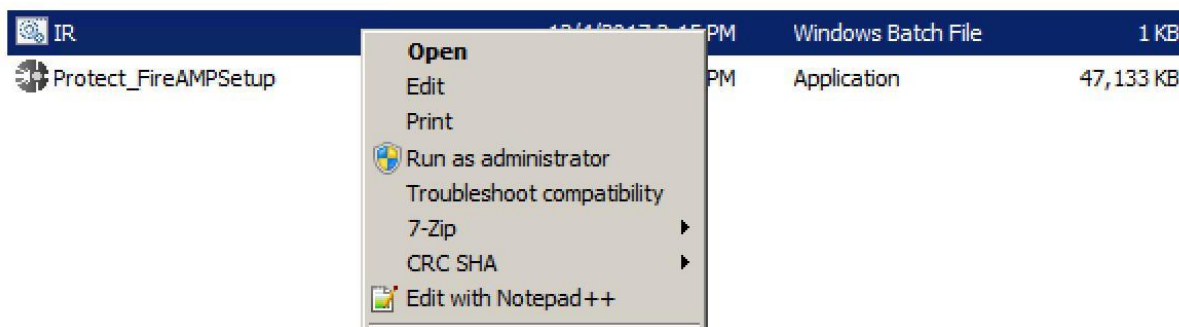 IR PM Windows Batch File 1 KB
Open
Protect_FireAMPSetup PM Application 47,133 KB
Edit
Print
Run as administrator
Troubleshoot compatibility
7-Zip
CRC SHA
Edit with Notepad++